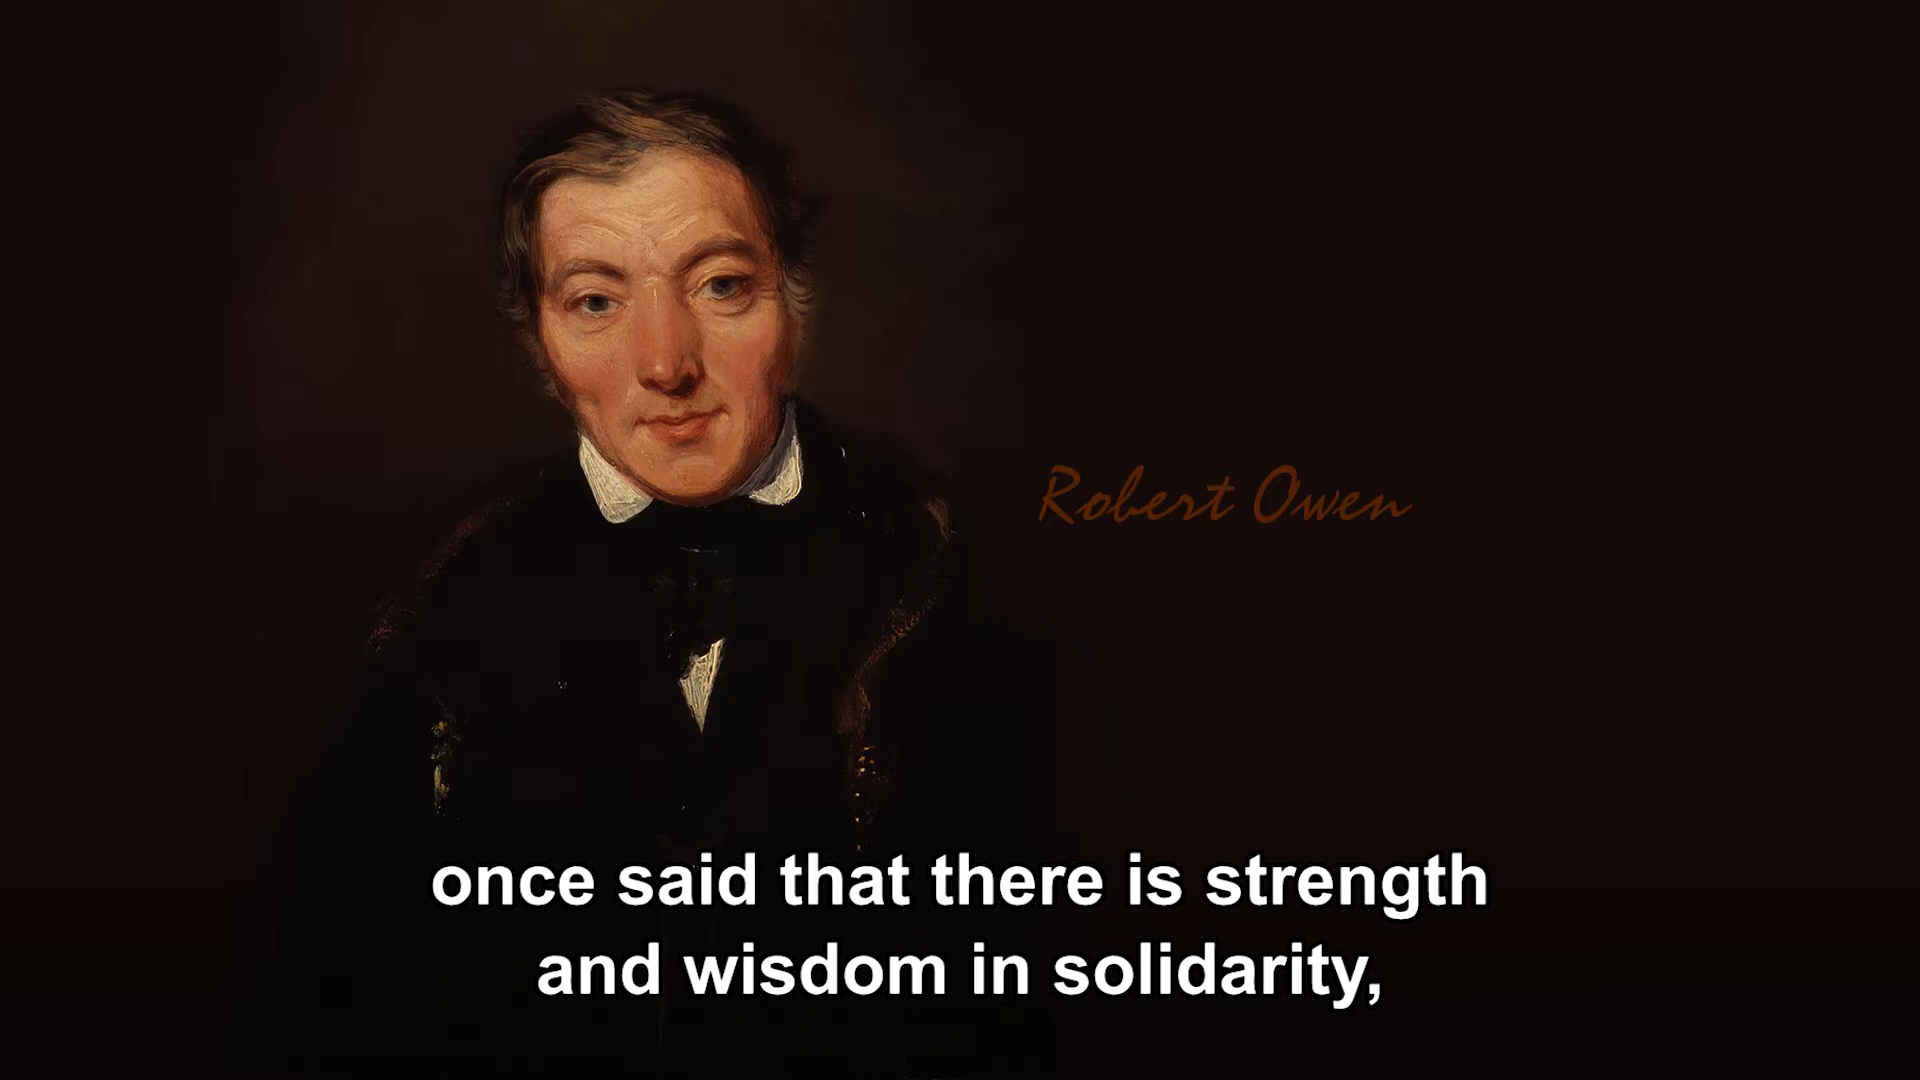 Robert Owen
once said that there is strength
and wisdom in solidarity,